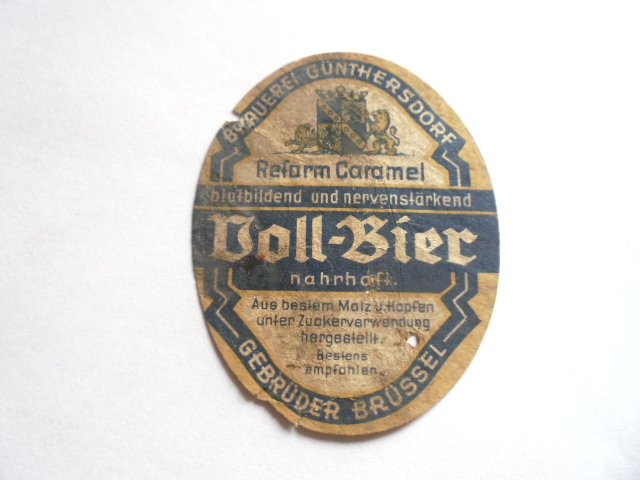 BRAUEREI GÜNTHERSDORF
Reform Caramel
blutbildend und nervenstärkend
Voll-Bier
nahrhaft.
Aus bestem Malz u. Hopfen
unter Zuckerverwendung
hergestellt.
Bestens
empfohlen
GEBRÜDER BRÜSSEL